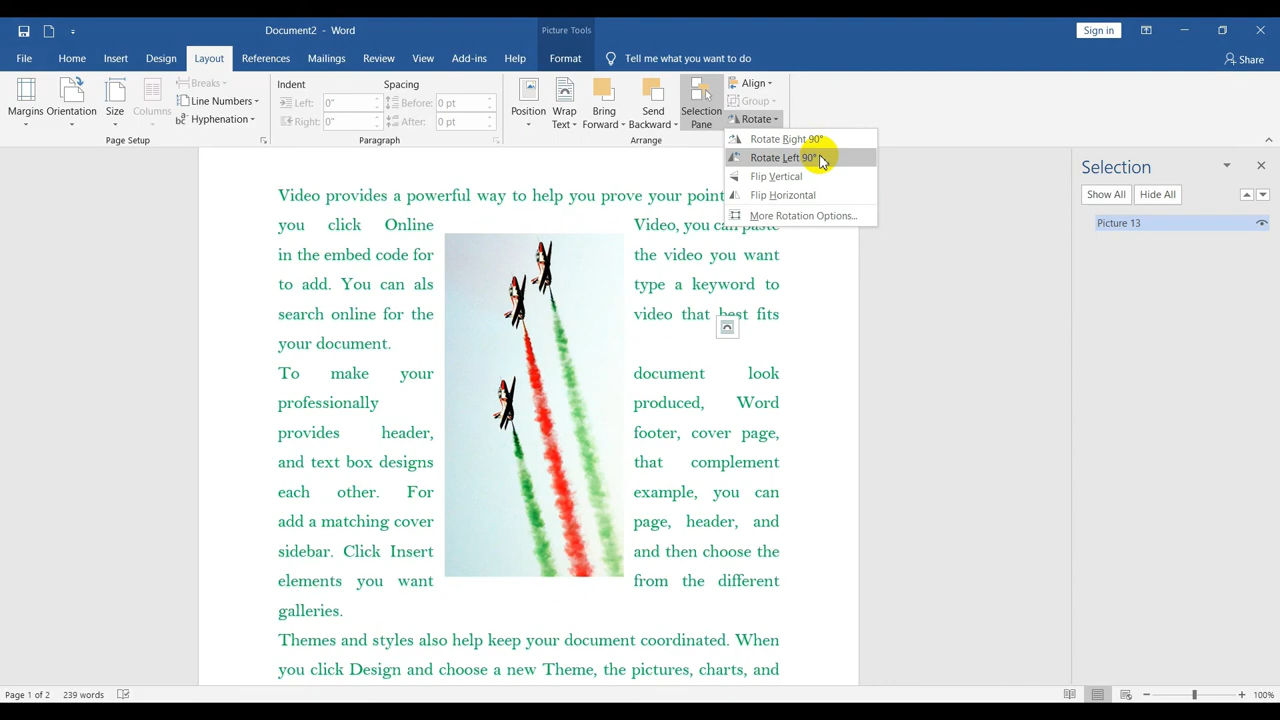 Document2 - Word
Picture Tools
Sign in
File Home Insert Design Layout References Mailings Review View Add-ins Help Format Tell me what you want to do Share
Margins
Orientation
Size
Columns
Breaks
Line Numbers
Hyphenation
Page Setup
Indent
Left: 0"
Right: 0"
Spacing
Before: 0 pt
After: 0 pt
Paragraph
Position
Wrap Text
Bring Forward
Send Backward
Selection Pane
Align
Group
Rotate
Arrange
Rotate Right 90°
Rotate Left 90°
Flip Vertical
Flip Horizontal
More Rotation Options...
Selection
Show All Hide All
Picture 13
Video provides a powerful way to help you prove your point
you click Online Video, you can paste
in the embed code for the video you want
to add. You can als type a keyword to
search online for the video that best fits
your document.
To make your document look
professionally produced, Word
provides header, footer, cover page,
and text box designs that complement
each other. For example, you can
add a matching cover page, header, and
sidebar. Click Insert and then choose the
elements you want from the different
galleries.
Themes and styles also help keep your document coordinated. When
you click Design and choose a new Theme, the pictures, charts, and
Page 1 of 2 239 words 100%